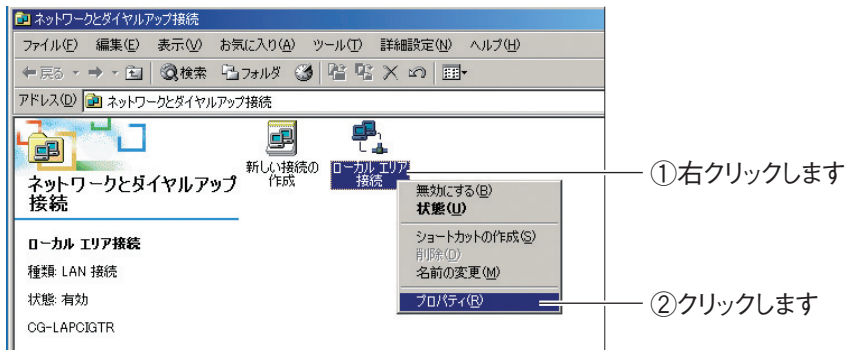 ネットワークとダイヤルアップ接続
ファイル(F) 編集(E) 表示(V) お気に入り(A) ツール(T) 詳細設定(N) ヘルプ(H)
戻る 検索 フォルダ
アドレス(D) ネットワークとダイヤルアップ接続
新しい接続の作成
ローカル エリア接続
ネットワークとダイヤルアップ
接続
ローカル エリア接続
種類: LAN 接続
状態: 有効
CG-LAPCIGTR
無効にする(B)
状態(U)
ショートカットの作成(S)
削除(D)
名前の変更(M)
プロパティ(R)
①右クリックします
②クリックします